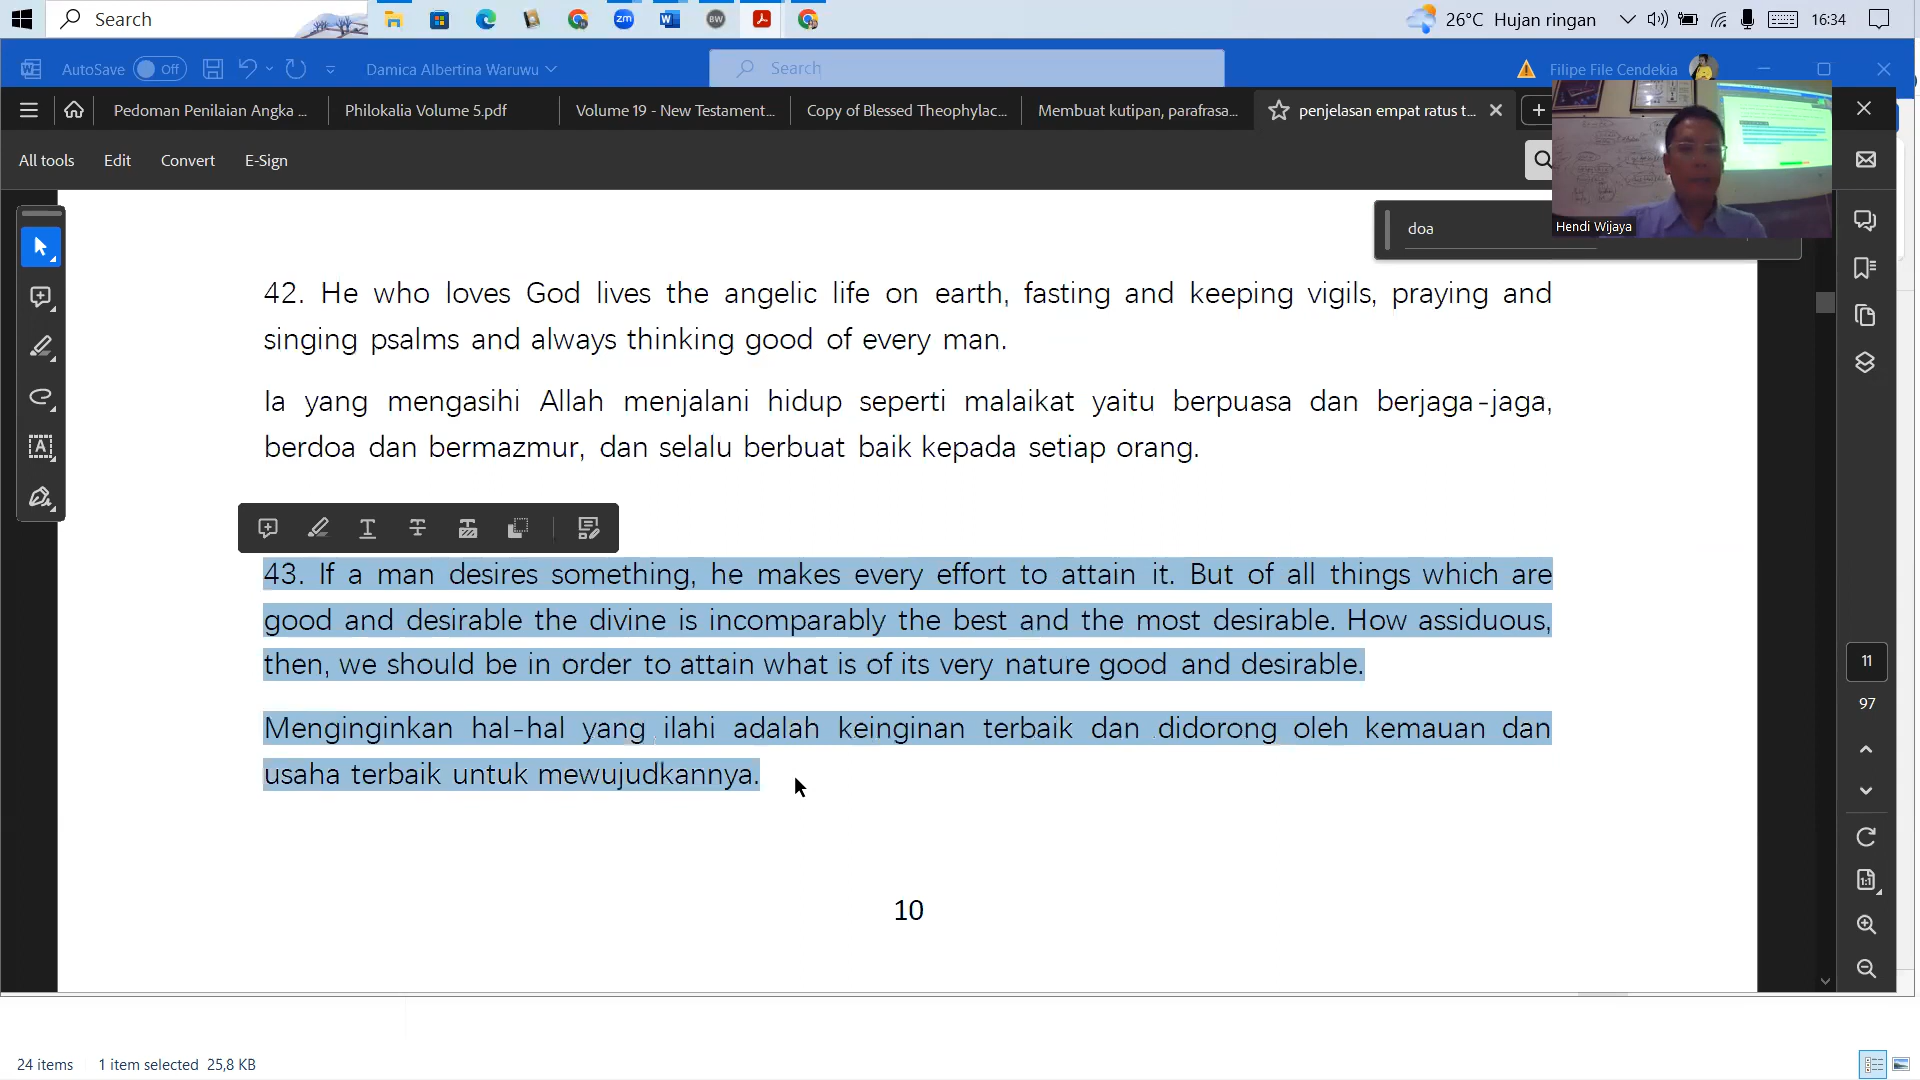 Search
26°C Hujan ringan
16:34
AutoSave Off
Damica Albertina Waruwu
Search
Filipe File Cendekia
Pedoman Penilaian Angka ...
Philokalia Volume 5.pdf
Volume 19 - New Testament...
Copy of Blessed Theophylac...
Membuat kutipan, parafrasa...
penjelasan empat ratus t...
All tools
Edit
Convert
E-Sign
Hendi Wijaya
doa
42. He who loves God lives the angelic life on earth, fasting and keeping vigils, praying and
singing psalms and always thinking good of every man.
Ia yang mengasihi Allah menjalani hidup seperti malaikat yaitu berpuasa dan berjaga-jaga,
berdoa dan bermazmur, dan selalu berbuat baik kepada setiap orang.
43. If a man desires something, he makes every effort to attain it. But of all things which are
good and desirable the divine is incomparably the best and the most desirable. How assiduous,
then, we should be in order to attain what is of its very nature good and desirable.
Menginginkan hal-hal yang ilahi adalah keinginan terbaik dan didorong oleh kemauan dan
usaha terbaik untuk mewujudkannya.
10
11
97
24 items
1 item selected 25,8 KB